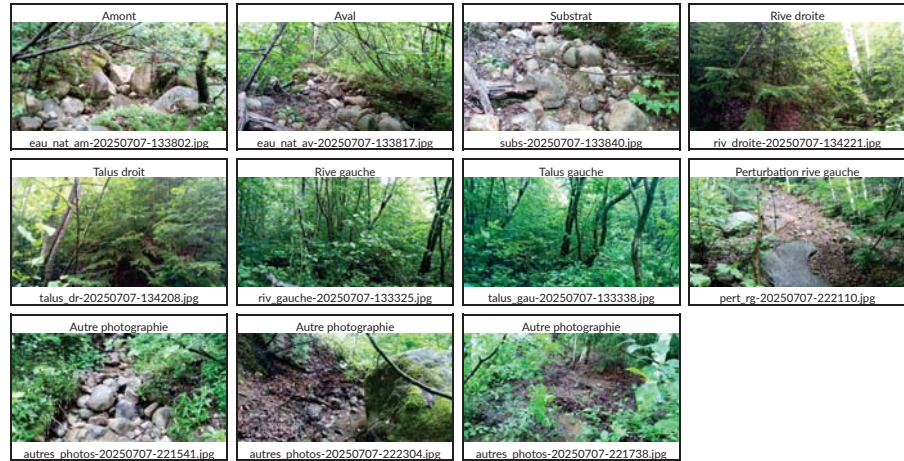 Amont
eau_nat_am-20250707-133802.jpg
Aval
eau_nat_av-20250707-133817.jpg
Substrat
subs-20250707-133840.jpg
Rive droite
riv_droite-20250707-134221.jpg
Talus droit
talus_dr-20250707-134208.jpg
Rive gauche
riv_gauche-20250707-133325.jpg
Talus gauche
talus_gau-20250707-133338.jpg
Perturbation rive gauche
pert_rg-20250707-222110.jpg
Autre photographie
autres_photos-20250707-221541.jpg
Autre photographie
autres_photos-20250707-222304.jpg
Autre photographie
autres_photos-20250707-221738.jpg